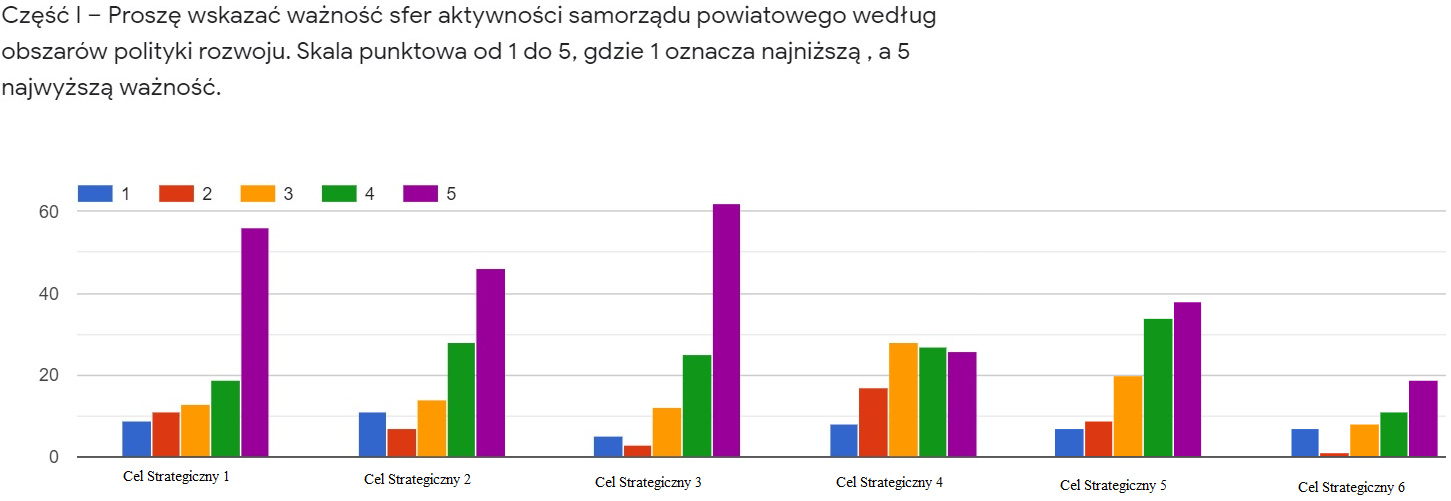 Część I – Proszę wskazać ważność sfer aktywności samorządu powiatowego według
obszarów polityki rozwoju. Skala punktowa od 1 do 5, gdzie 1 oznacza najniższą , a 5
najwyższą ważność.
1 2 3 4 5
60
40
20
0
Cel Strategiczny 1 Cel Strategiczny 2 Cel Strategiczny 3 Cel Strategiczny 4 Cel Strategiczny 5 Cel Strategiczny 6